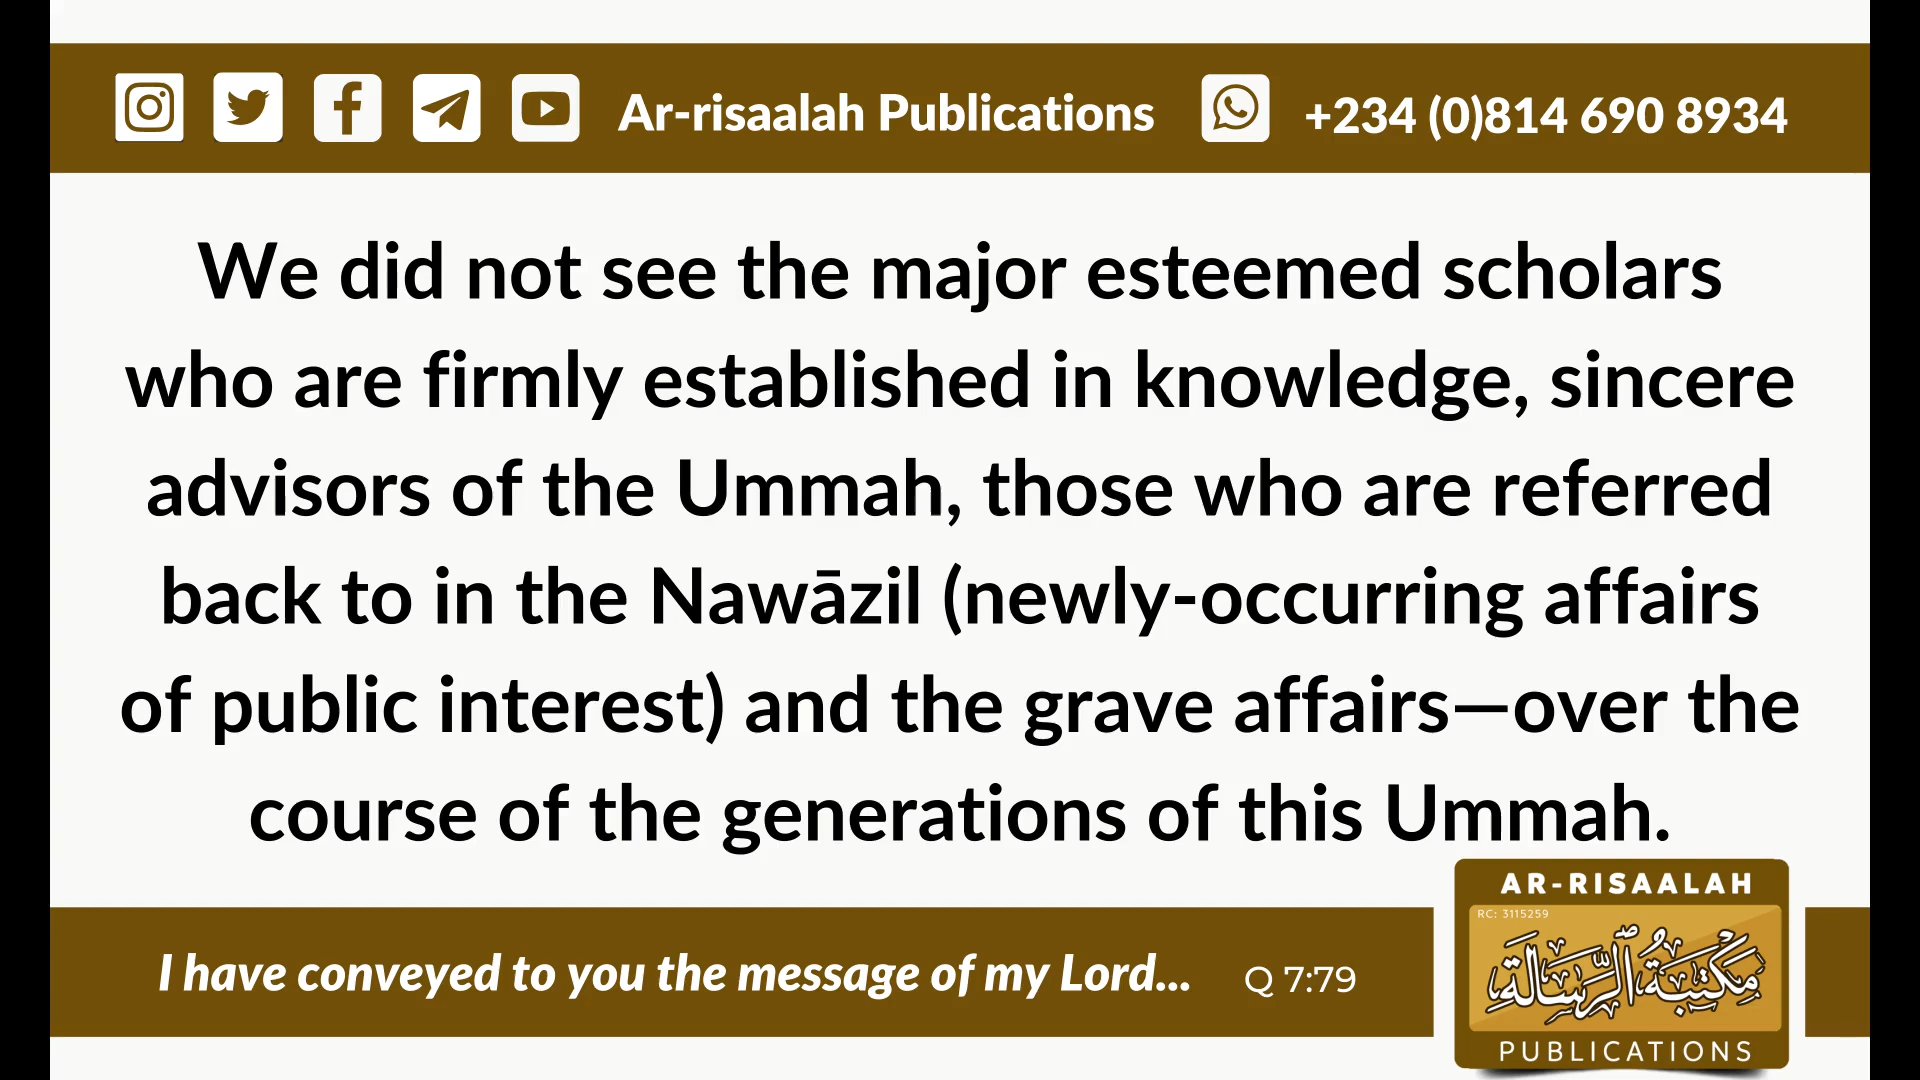 Ar-risaalah Publications +234 (0)814 690 8934
We did not see the major esteemed scholars
who are firmly established in knowledge, sincere
advisors of the Ummah, those who are referred
back to in the Nawāzil (newly-occurring affairs
of public interest) and the grave affairs—over the
course of the generations of this Ummah.
I have conveyed to you the message of my Lord... Q 7:79
AR-RISAALAH
RC: 3115259
مَكْتَبَةُ الرِّسَالَةِ
PUBLICATIONS